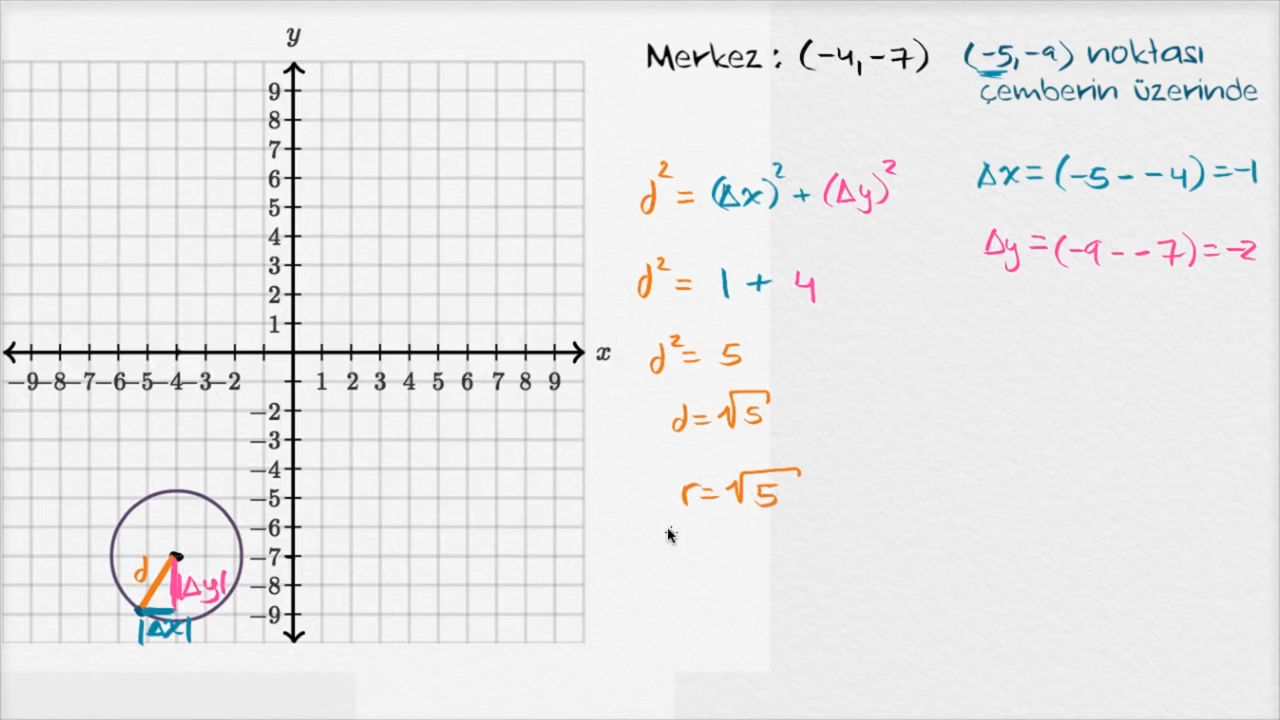 y
9
8
7
6
5
4
3
2
1
x
−9 −8 −7 −6 −5 −4 −3 −2 1 2 3 4 5 6 7 8 9
−2
−3
−4
−5
−6
−7
−8
−9
d
|Δy|
|Δx|
Merkez: (-4,-7)
(-5,-9) noktası
çemberin üzerinde
d² = (Δx)² + (Δy)²
d² = 1 + 4
d² = 5
d = √5
r = √5
Δx = (-5 - -4) = -1
Δy = (-9 - -7) = -2